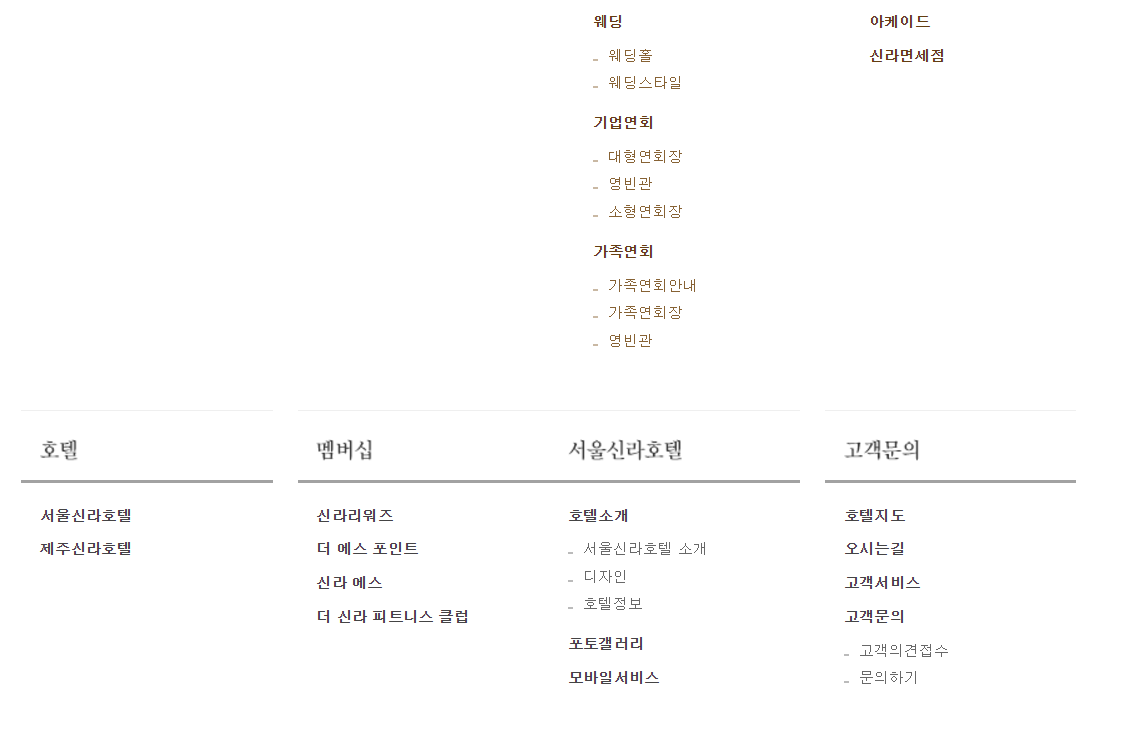 웨딩
웨딩홀
웨딩스타일
기업연회
대형연회장
영빈관
소형연회장
가족연회
가족연회안내
가족연회장
영빈관
아케이드
신라면세점
호텔
서울신라호텔
제주신라호텔
멤버십
신라리워즈
더 에스 포인트
신라 에스
더 신라 피트니스 클럽
서울신라호텔
호텔소개
서울신라호텔 소개
디자인
호텔정보
포토갤러리
모바일서비스
고객문의
호텔지도
오시는길
고객서비스
고객문의
고객의견접수
문의하기